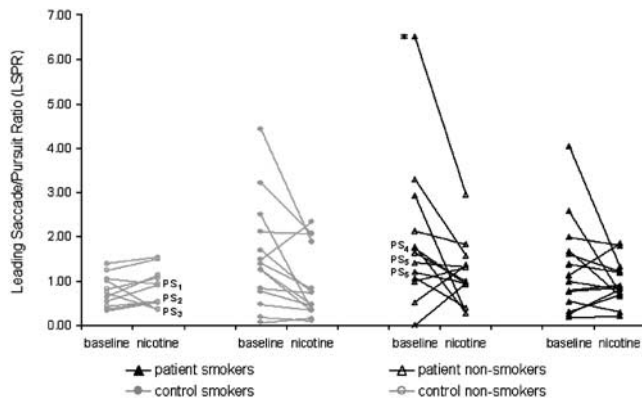 Leading Saccade/Pursuit Ratio (LSPR)
7.00
6.00
5.00
4.00
3.00
2.00
1.00
0.00
*
PS1
PS2
PS3
PS4
PS5
PS6
baseline nicotine baseline nicotine baseline nicotine baseline nicotine
patient smokers patient non-smokers
control smokers control non-smokers